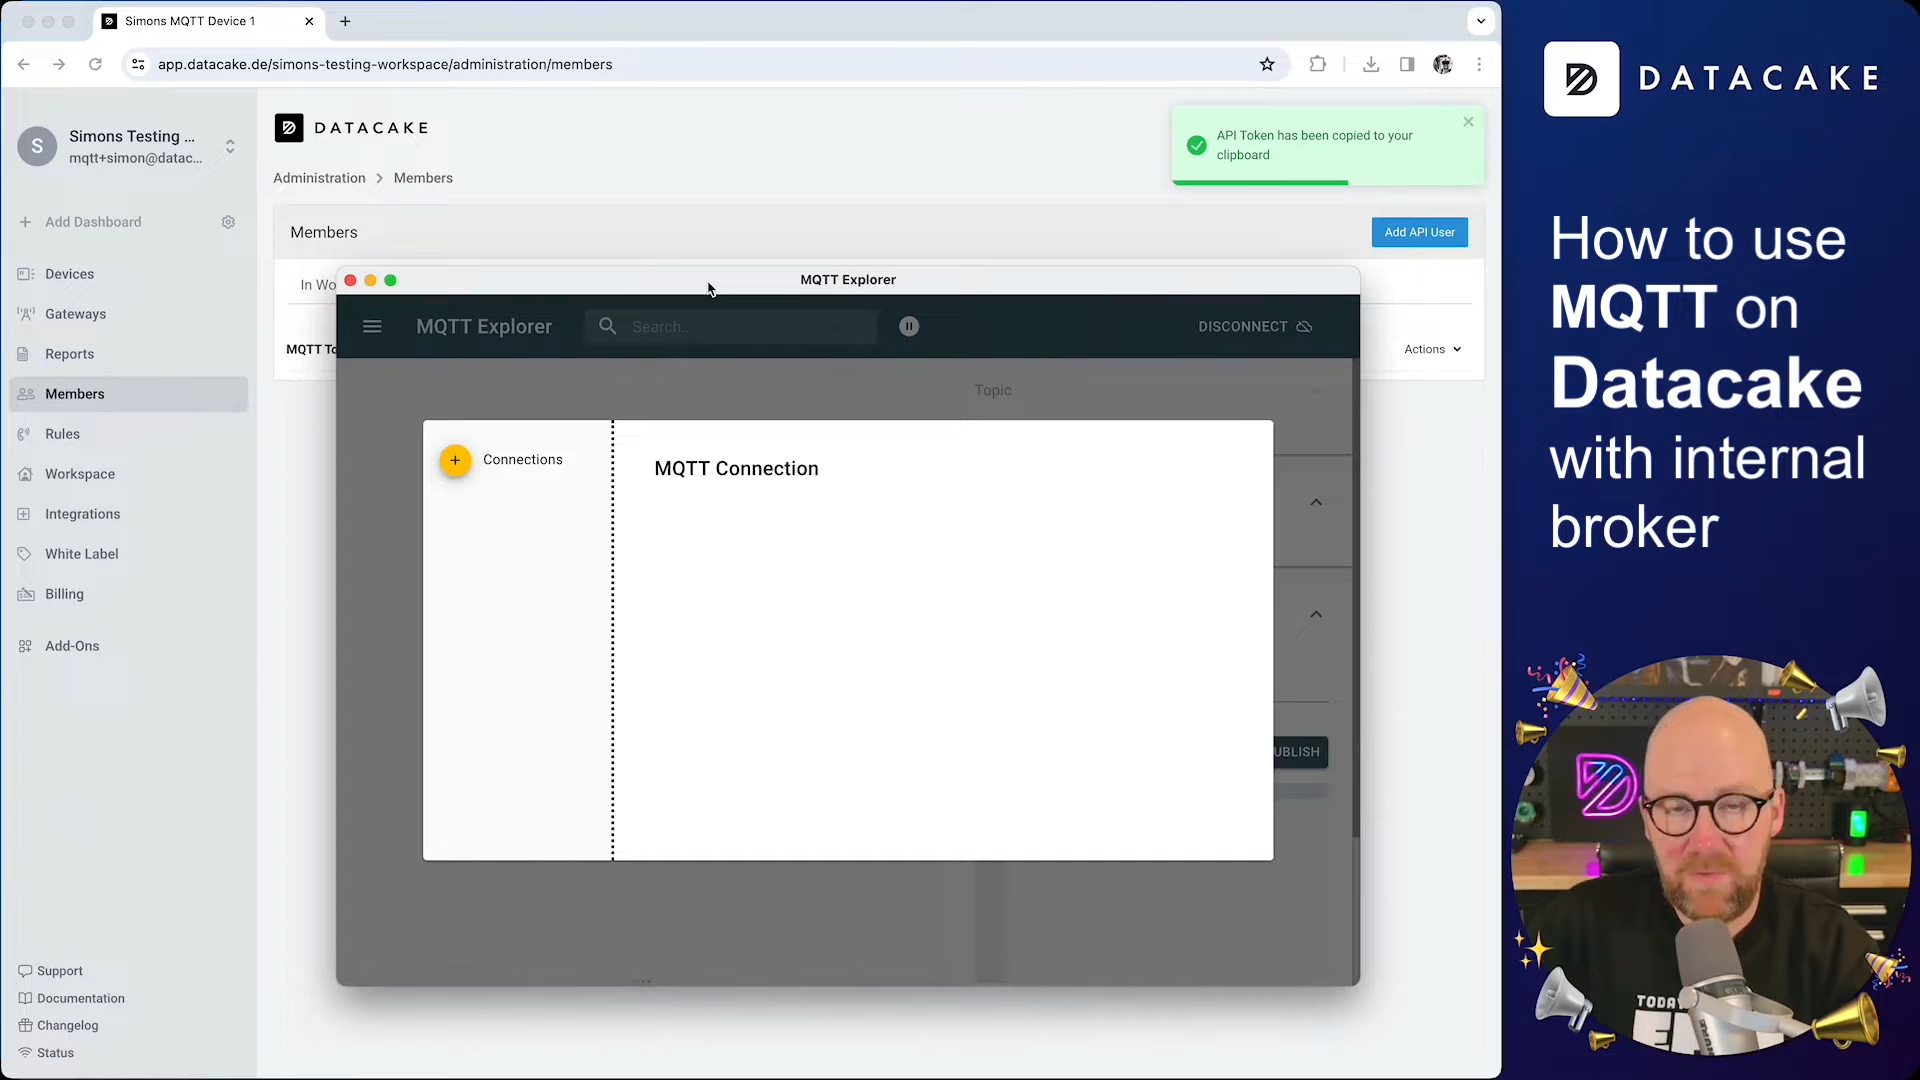 Simons MQTT Device 1
app.datacake.de/simons-testing-workspace/administration/members
S
Simons Testing ...
mqtt+simon@datac...
Add Dashboard
Devices
Gateways
Reports
Members
Rules
Workspace
Integrations
White Label
Billing
Add-Ons
Support
Documentation
Changelog
Status
DATACAKE
Administration > Members
API Token has been copied to your
clipboard
Members
Add API User
In Wo
MQTT To
Actions
MQTT Explorer
MQTT Explorer
Search...
DISCONNECT
Topic
+ Connections
MQTT Connection
UBLISH
DATACAKE
How to use
MQTT on
Datacake
with internal
broker
TODA